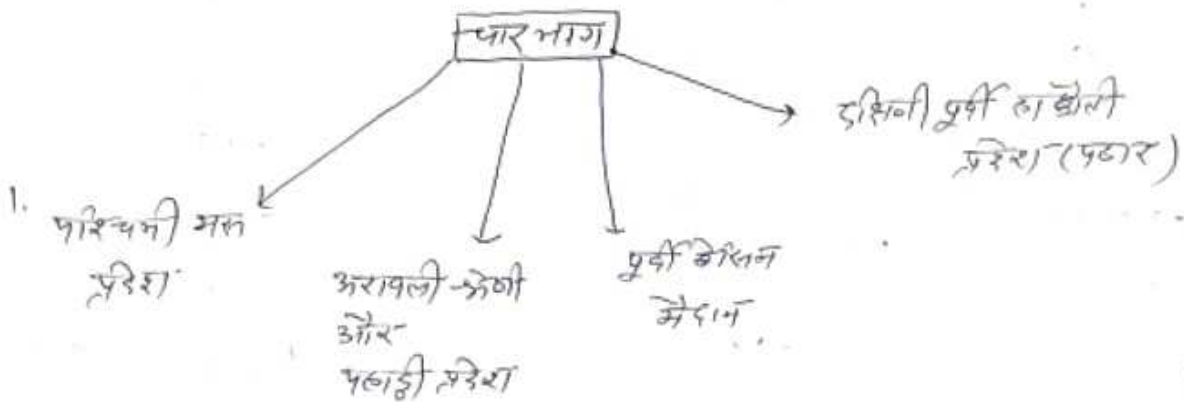 चार भाग
1. पश्चिमी मरू
प्रदेश
अरावली श्रेणी
और
पहाड़ी प्रदेश
पूर्वी बेसिन
मैदान
दक्षिणी पूर्वी हाड़ौती
प्रदेश (पठार)